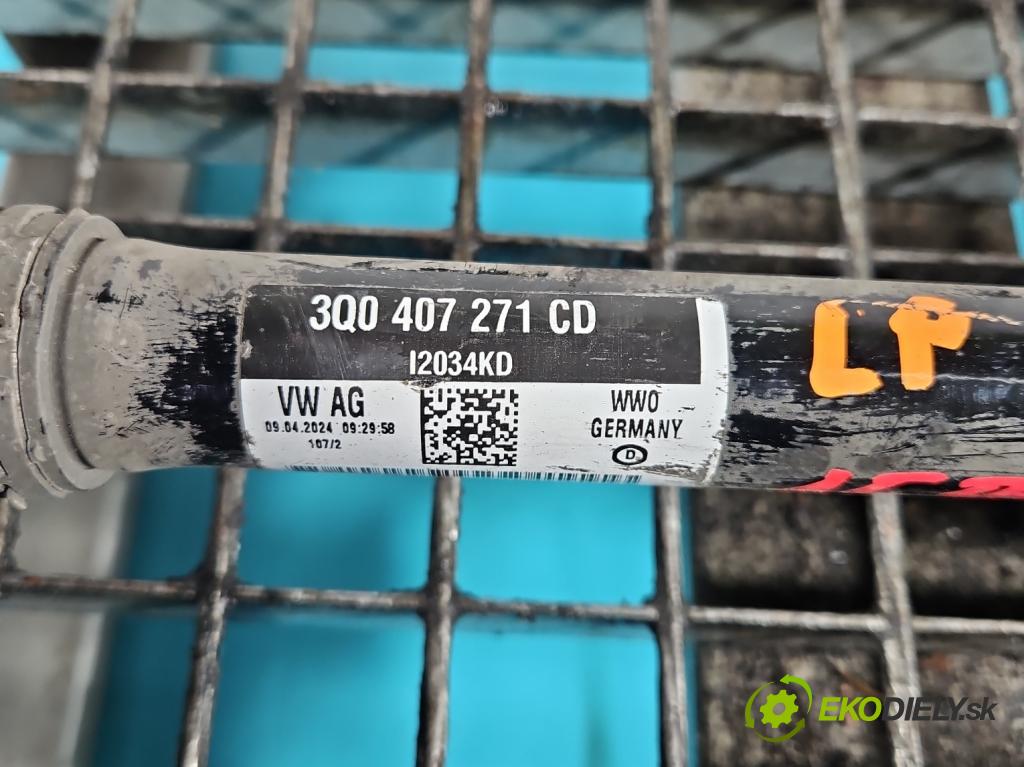 3Q0 407 271 CD
I2034KD
VW AG
09.04.2024 09:29:58
107/2
WW0
GERMANY
D
LP
EKODIELY.sk